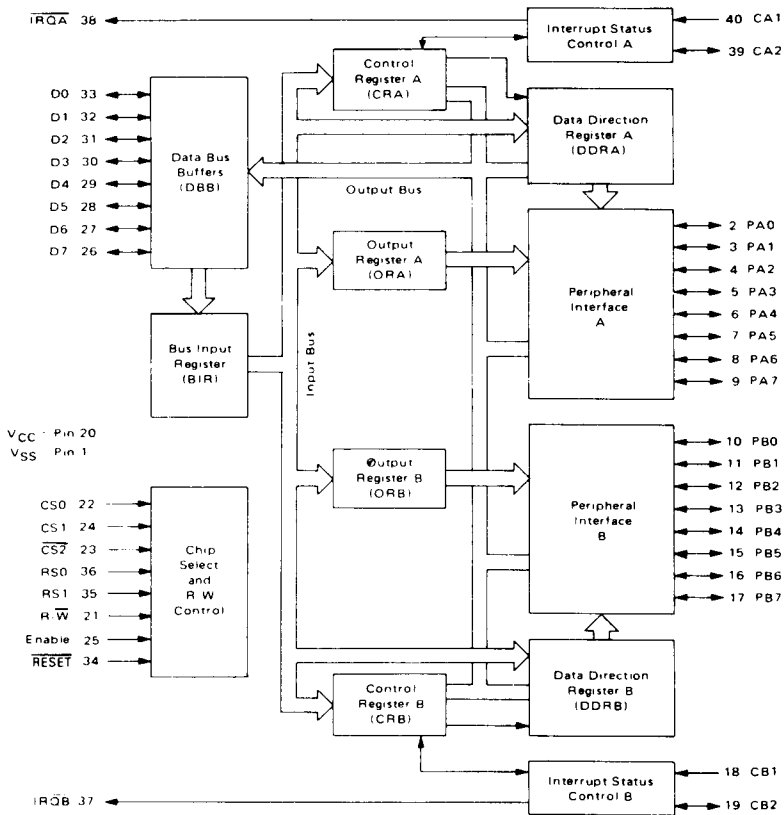 IRQA 38
Interrupt Status
Control A
40 CA1
39 CA2
Control
Register A
(CRA)
D0 33
D1 32
D2 31
D3 30
D4 29
D5 28
D6 27
D7 26
Data Bus
Buffers
(DBB)
Data Direction
Register A
(DDRA)
Output Bus
Output
Register A
(ORA)
Peripheral
Interface
A
2 PA0
3 PA1
4 PA2
5 PA3
6 PA4
7 PA5
8 PA6
9 PA7
Bus Input
Register
(BIR)
Input Bus
VCC - Pin 20
VSS Pin 1
Output
Register B
(ORB)
Peripheral
Interface
B
10 PB0
11 PB1
12 PB2
13 PB3
14 PB4
15 PB5
16 PB6
17 PB7
CS0 22
CS1 24
CS2 23
RS0 36
RS1 35
R/W 21
Enable 25
RESET 34
Chip
Select
and
R/W
Control
Control
Register B
(CRB)
Data Direction
Register B
(DDRB)
Interrupt Status
Control B
18 CB1
19 CB2
IRQB 37